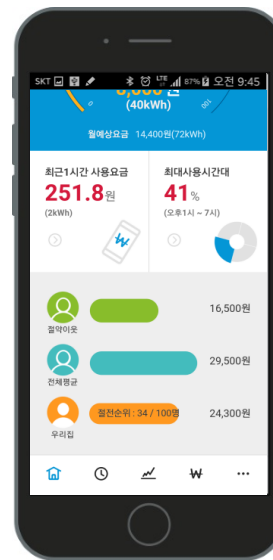 SKT LTE 87% 오전 9:45
(40kWh)
0 100
월예상요금 14,400원(72kWh)
최근1시간 사용요금 최대사용시간대
251.8원 41%
(2kWh) (오후1시 ~ 7시)
₩
16,500원
절약이웃
29,500원
전체평균
절전순위 : 34 / 100명 24,300원
우리집
₩